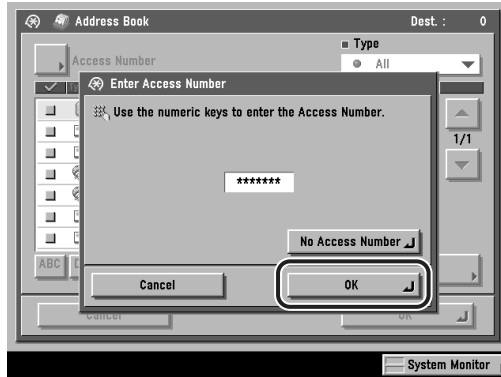 Address Book
Dest. : 0
Access Number
Type
All
Enter Access Number
Use the numeric keys to enter the Access Number.
1/1
*******
No Access Number
ABC
Cancel
OK
Cancel
OK
System Monitor